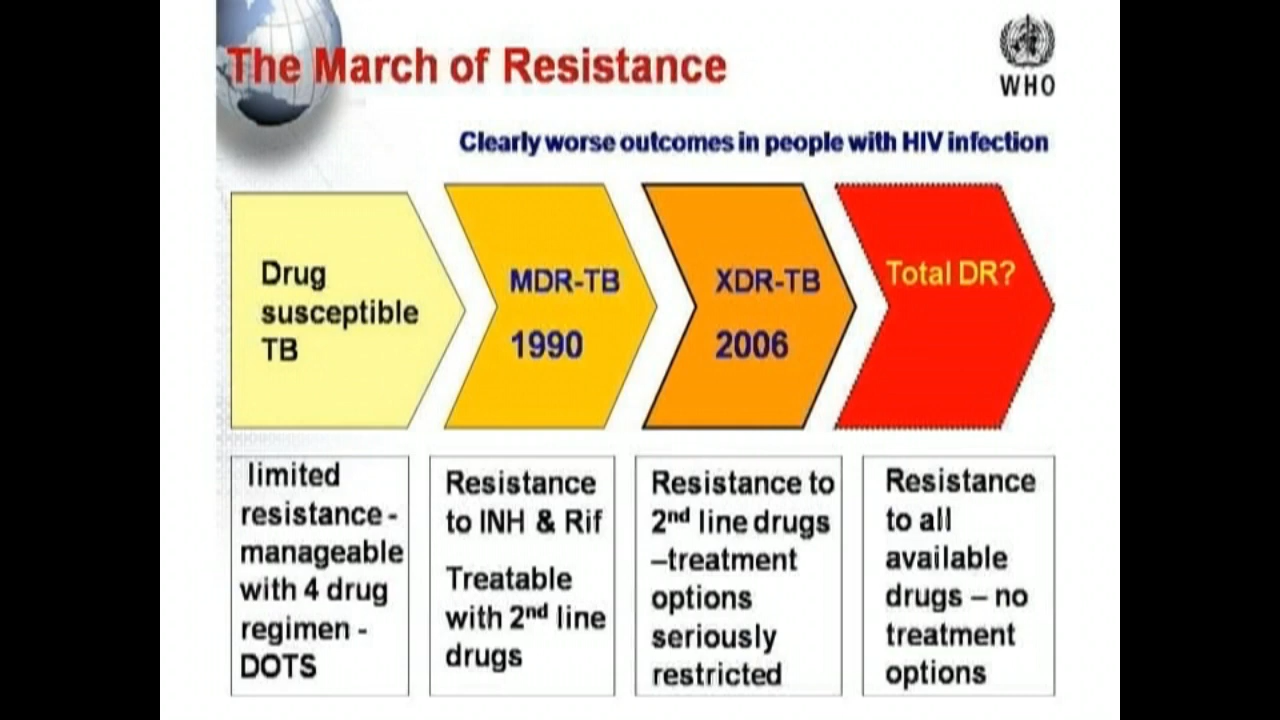 The March of Resistance
WHO
Clearly worse outcomes in people with HIV infection
Drug
susceptible
TB
MDR-TB
1990
XDR-TB
2006
Total DR?
limited
resistance -
manageable
with 4 drug
regimen -
DOTS
Resistance
to INH & Rif
Treatable
with 2nd line
drugs
Resistance to
2nd line drugs
–treatment
options
seriously
restricted
Resistance
to all
available
drugs – no
treatment
options